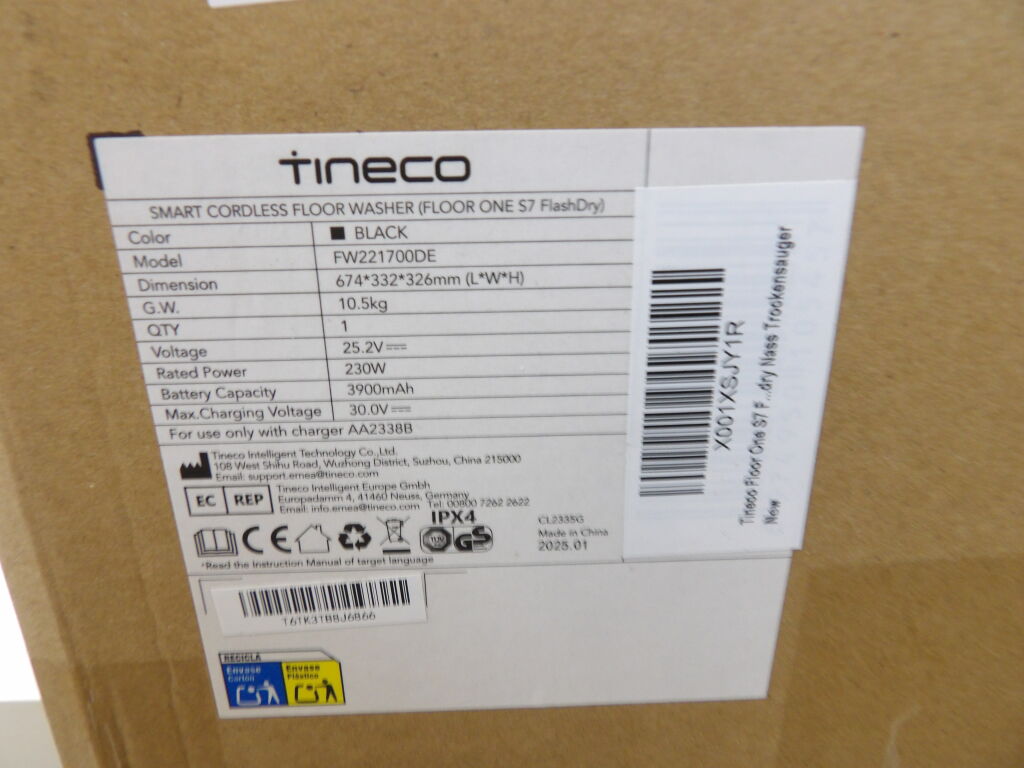 Tineco
SMART CORDLESS FLOOR WASHER (FLOOR ONE S7 FlashDry)
Color ■ BLACK
Model FW221700DE
Dimension 674*332*326mm (L*W*H)
G.W. 10.5kg
QTY 1
Voltage 25.2V
Rated Power 230W
Battery Capacity 3900mAh
Max.Charging Voltage 30.0V
For use only with charger AA2338B
Tineco Intelligent Technology Co.,Ltd.
108 West Shihu Road, Wuzhong District, Suzhou, China 215000
Email: support.emea@tineco.com
EC REP
Tineco Intelligent Europe Gmbh
Europadamm 4, 41460 Neuss, Germany
Email: info.emea@tineco.com Tel: 00800 7262 2622
IPX4
CE
TÜV GS
CL2335G
Made in China
2025.01
*Read the Instruction Manual of target language
T6TK3TBBJ6866
RECICLA
Envase Cartón
Envase Plástico
X001XSJY1R
Tineco Floor One S7 F...dry Nass Trockensauger
New